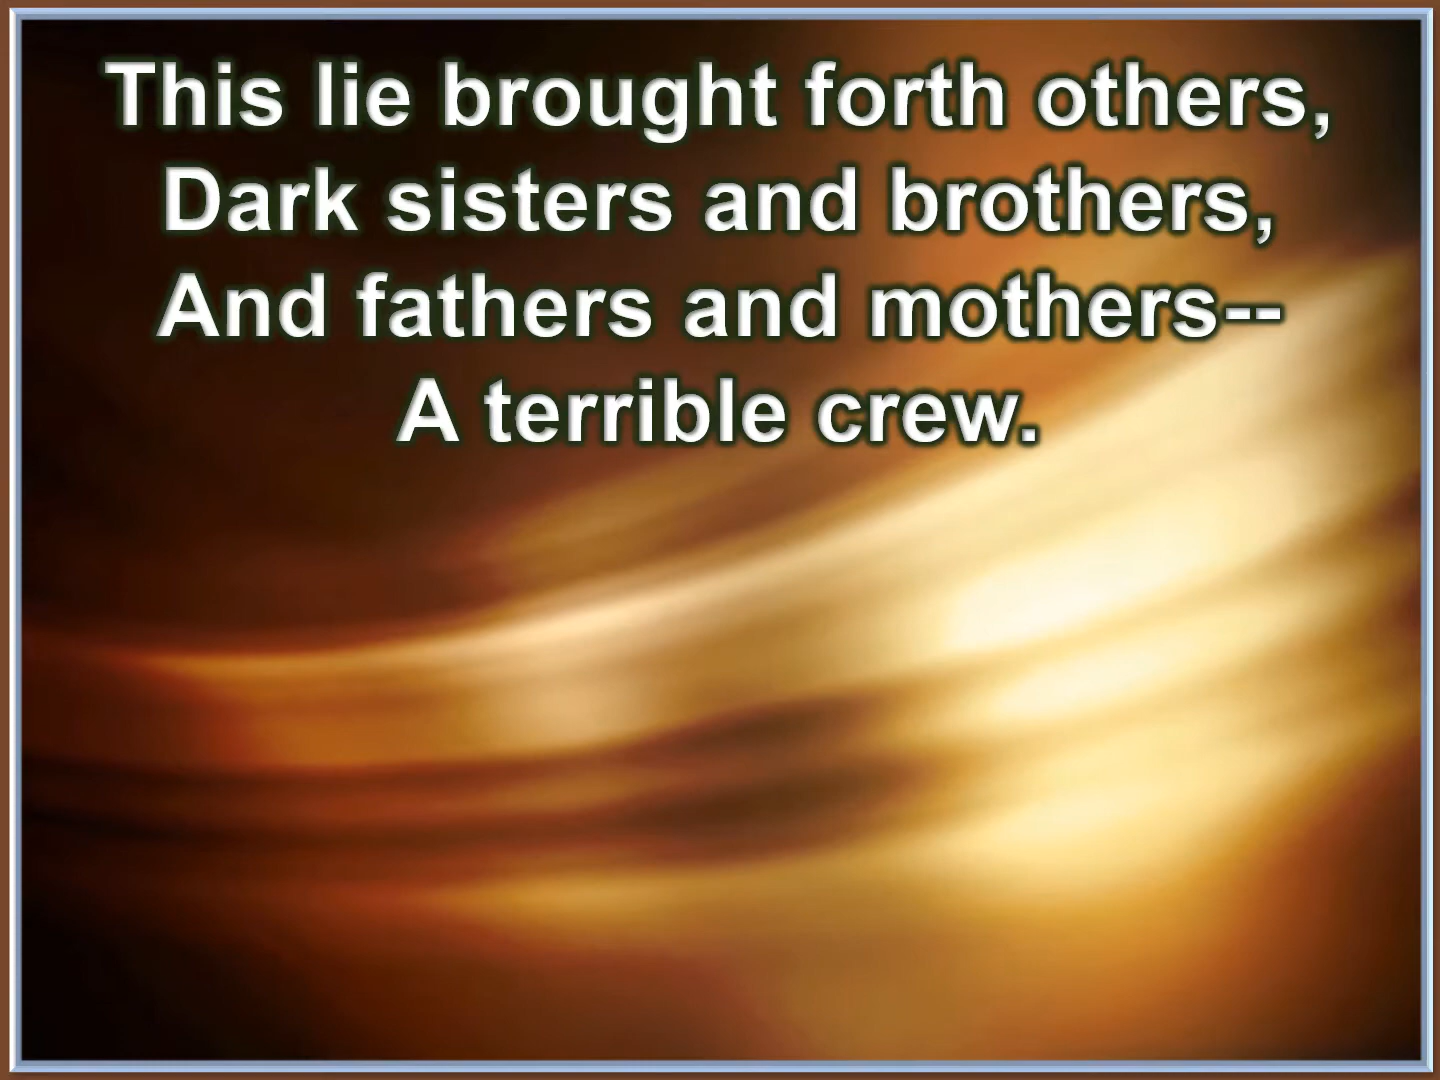 This lie brought forth others,
Dark sisters and brothers,
And fathers and mothers--
A terrible crew.